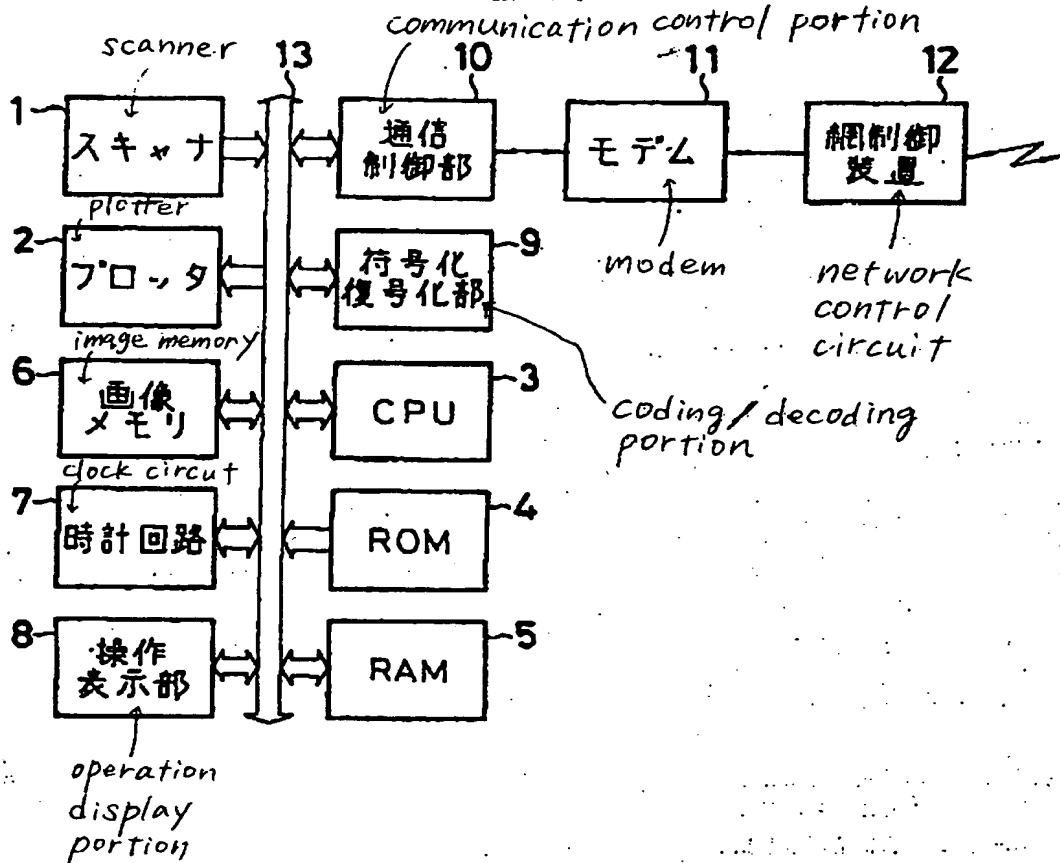 communication control portion
scanner
13
10
11
12
1
スキャナ
通信
制御部
モデム
網制御
装置
plotter
2
プロッタ
9
符号化
復号化部
modem
network
control
circuit
image memory
6
画像
メモリ
3
CPU
coding/decoding
portion
clock circut
7
時計回路
4
ROM
8
操作
表示部
5
RAM
operation
display
portion